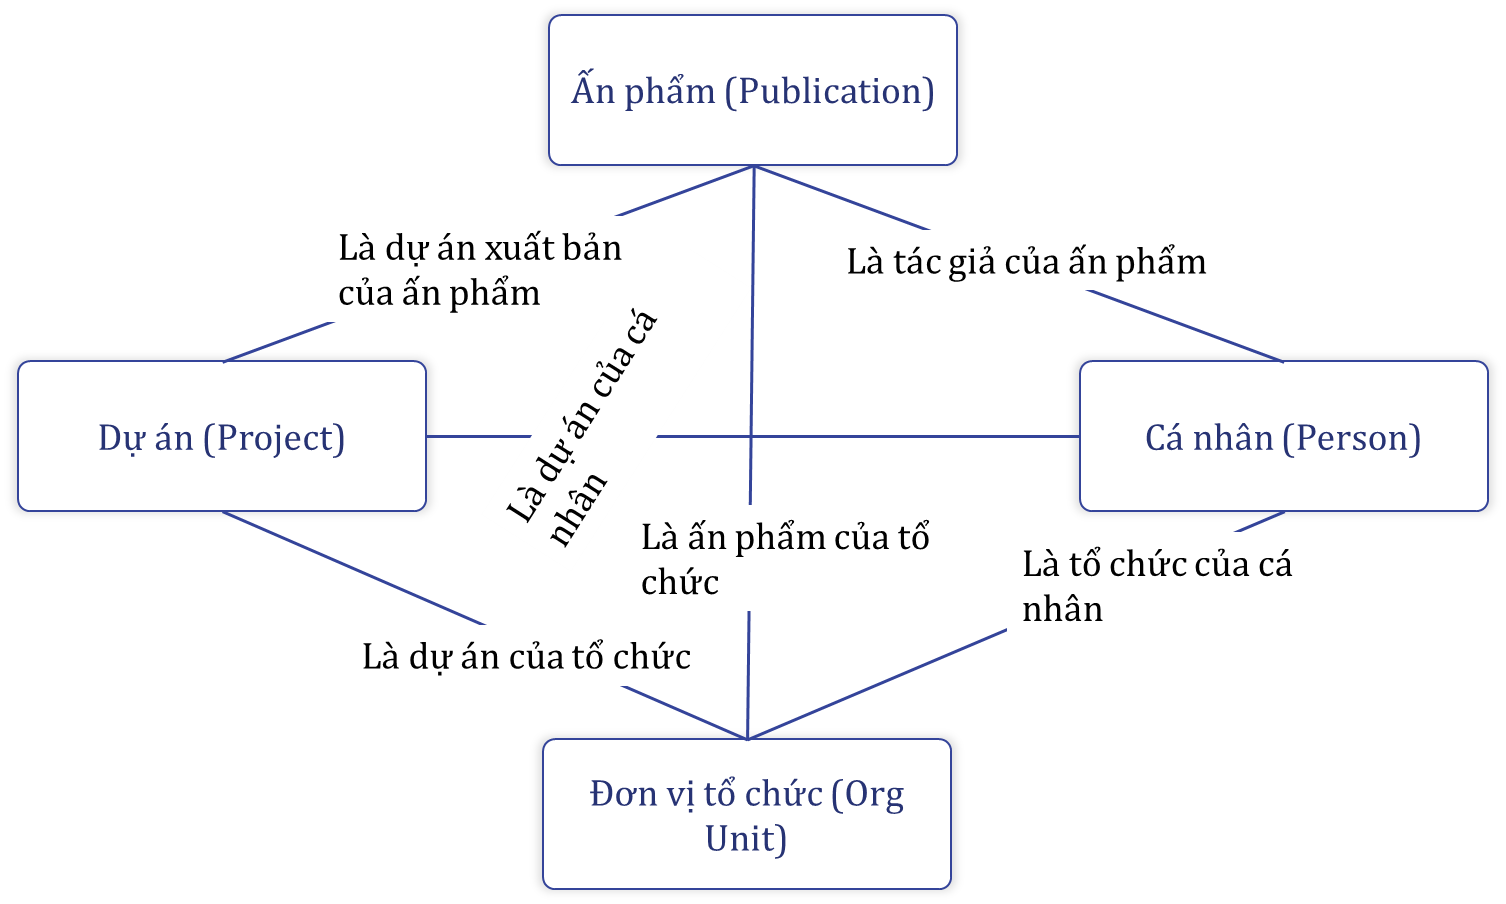 Ấn phẩm (Publication)
Là dự án xuất bản
của ấn phẩm
Là tác giả của ấn phẩm
Là dự án của cá
nhân
Dự án (Project)
Cá nhân (Person)
Là ấn phẩm của tổ
chức
Là tổ chức của cá
nhân
Là dự án của tổ chức
Đơn vị tổ chức (Org
Unit)